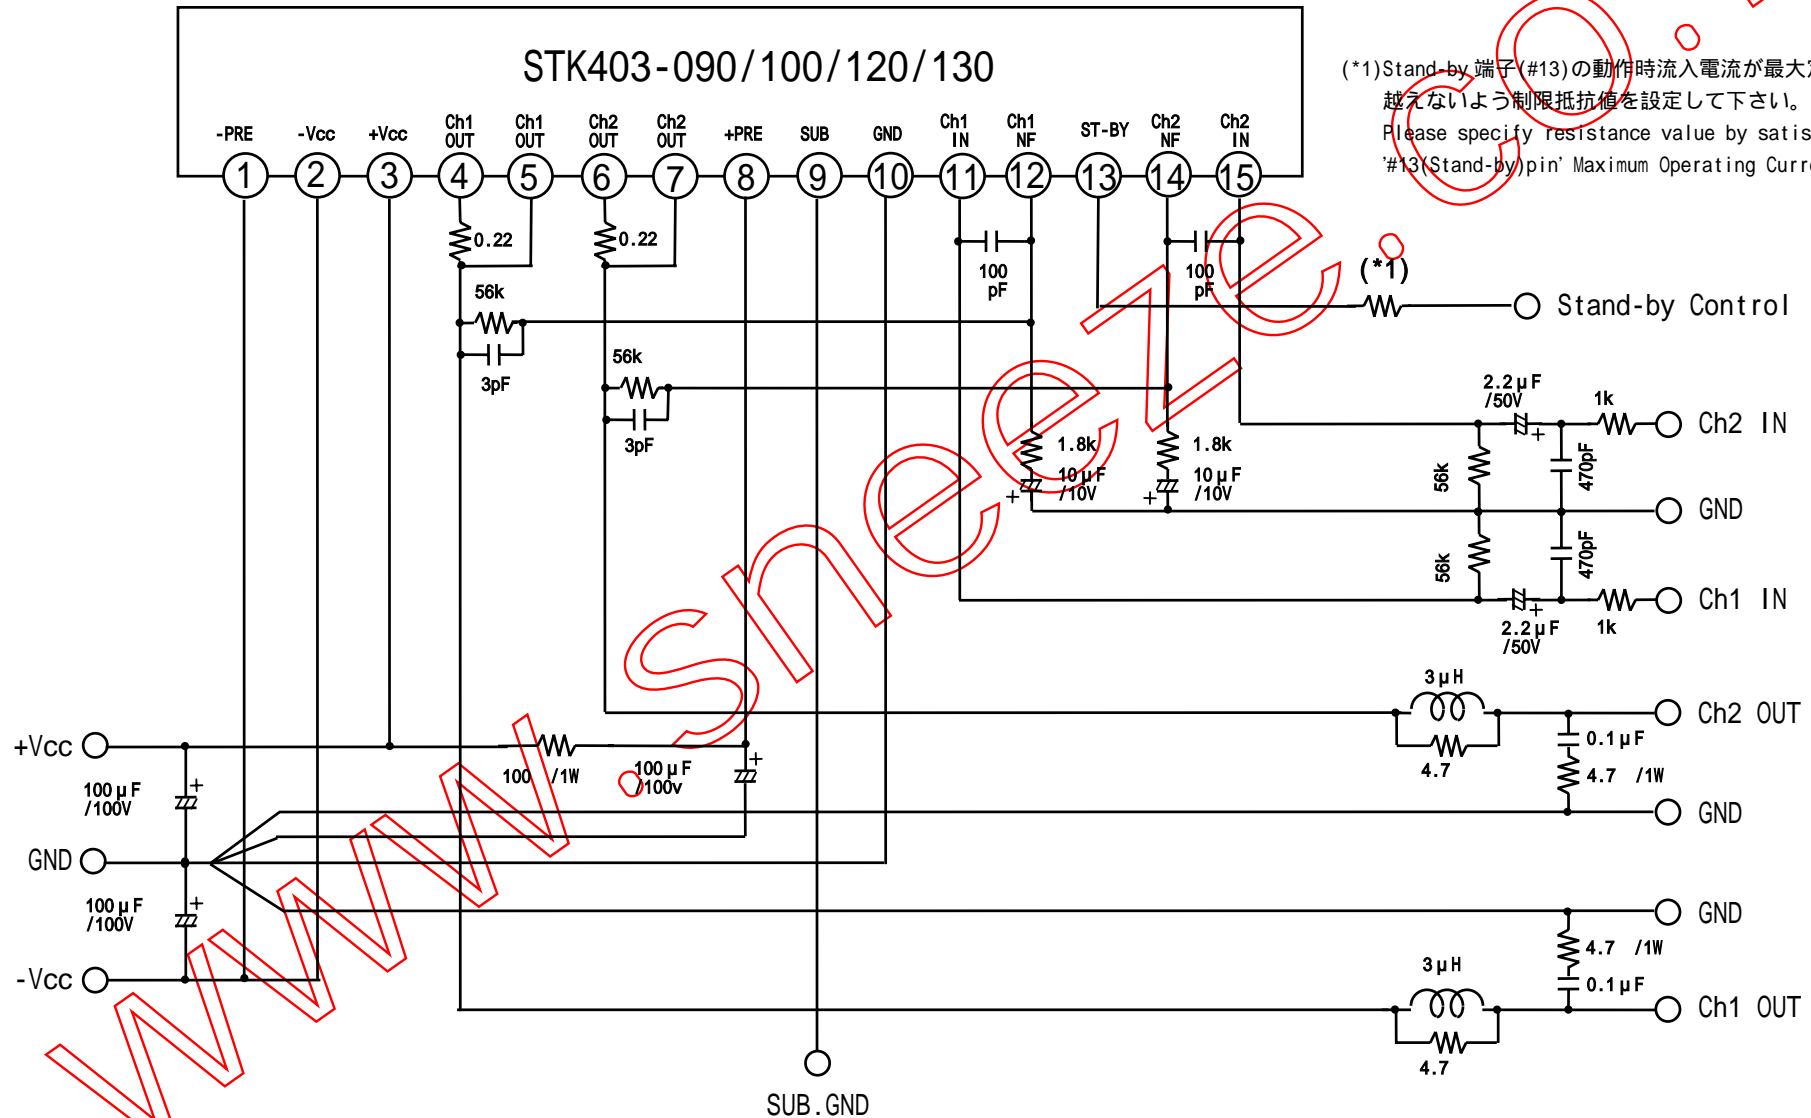 STK403-090/100/120/130
-PRE
-Vcc
+Vcc
Ch1 OUT
Ch1 OUT
Ch2 OUT
Ch2 OUT
+PRE
SUB
GND
Ch1 IN
Ch1 NF
ST-BY
Ch2 NF
Ch2 IN
1 2 3 4 5 6 7 8 9 10 11 12 13 14 15
(*1)Stand-by 端子(#13)の動作時流入電流が最大
越えないよう制限抵抗値を設定して下さい。
Please specify resistance value by satis
'#13(Stand-by)pin' Maximum Operating Curr
0.22
0.22
100
pF
100
pF
(*1)
Stand-by Control
56k
3pF
56k
3pF
2.2μF
/50V
1k
Ch2 IN
1.8k
10μF
/10V
+
1.8k
10μF
/10V
+
+
56k
470pF
GND
56k
470pF
+
Ch1 IN
2.2μF
/50V
1k
3μH
Ch2 OUT
4.7
0.1μF
4.7 /1W
GND
+Vcc
100 /1W
100μF
/100v
+
100μF
/100V
+
GND
100μF
/100V
+
-Vcc
GND
4.7 /1W
0.1μF
3μH
Ch1 OUT
4.7
SUB.GND
www.sneeze.co.